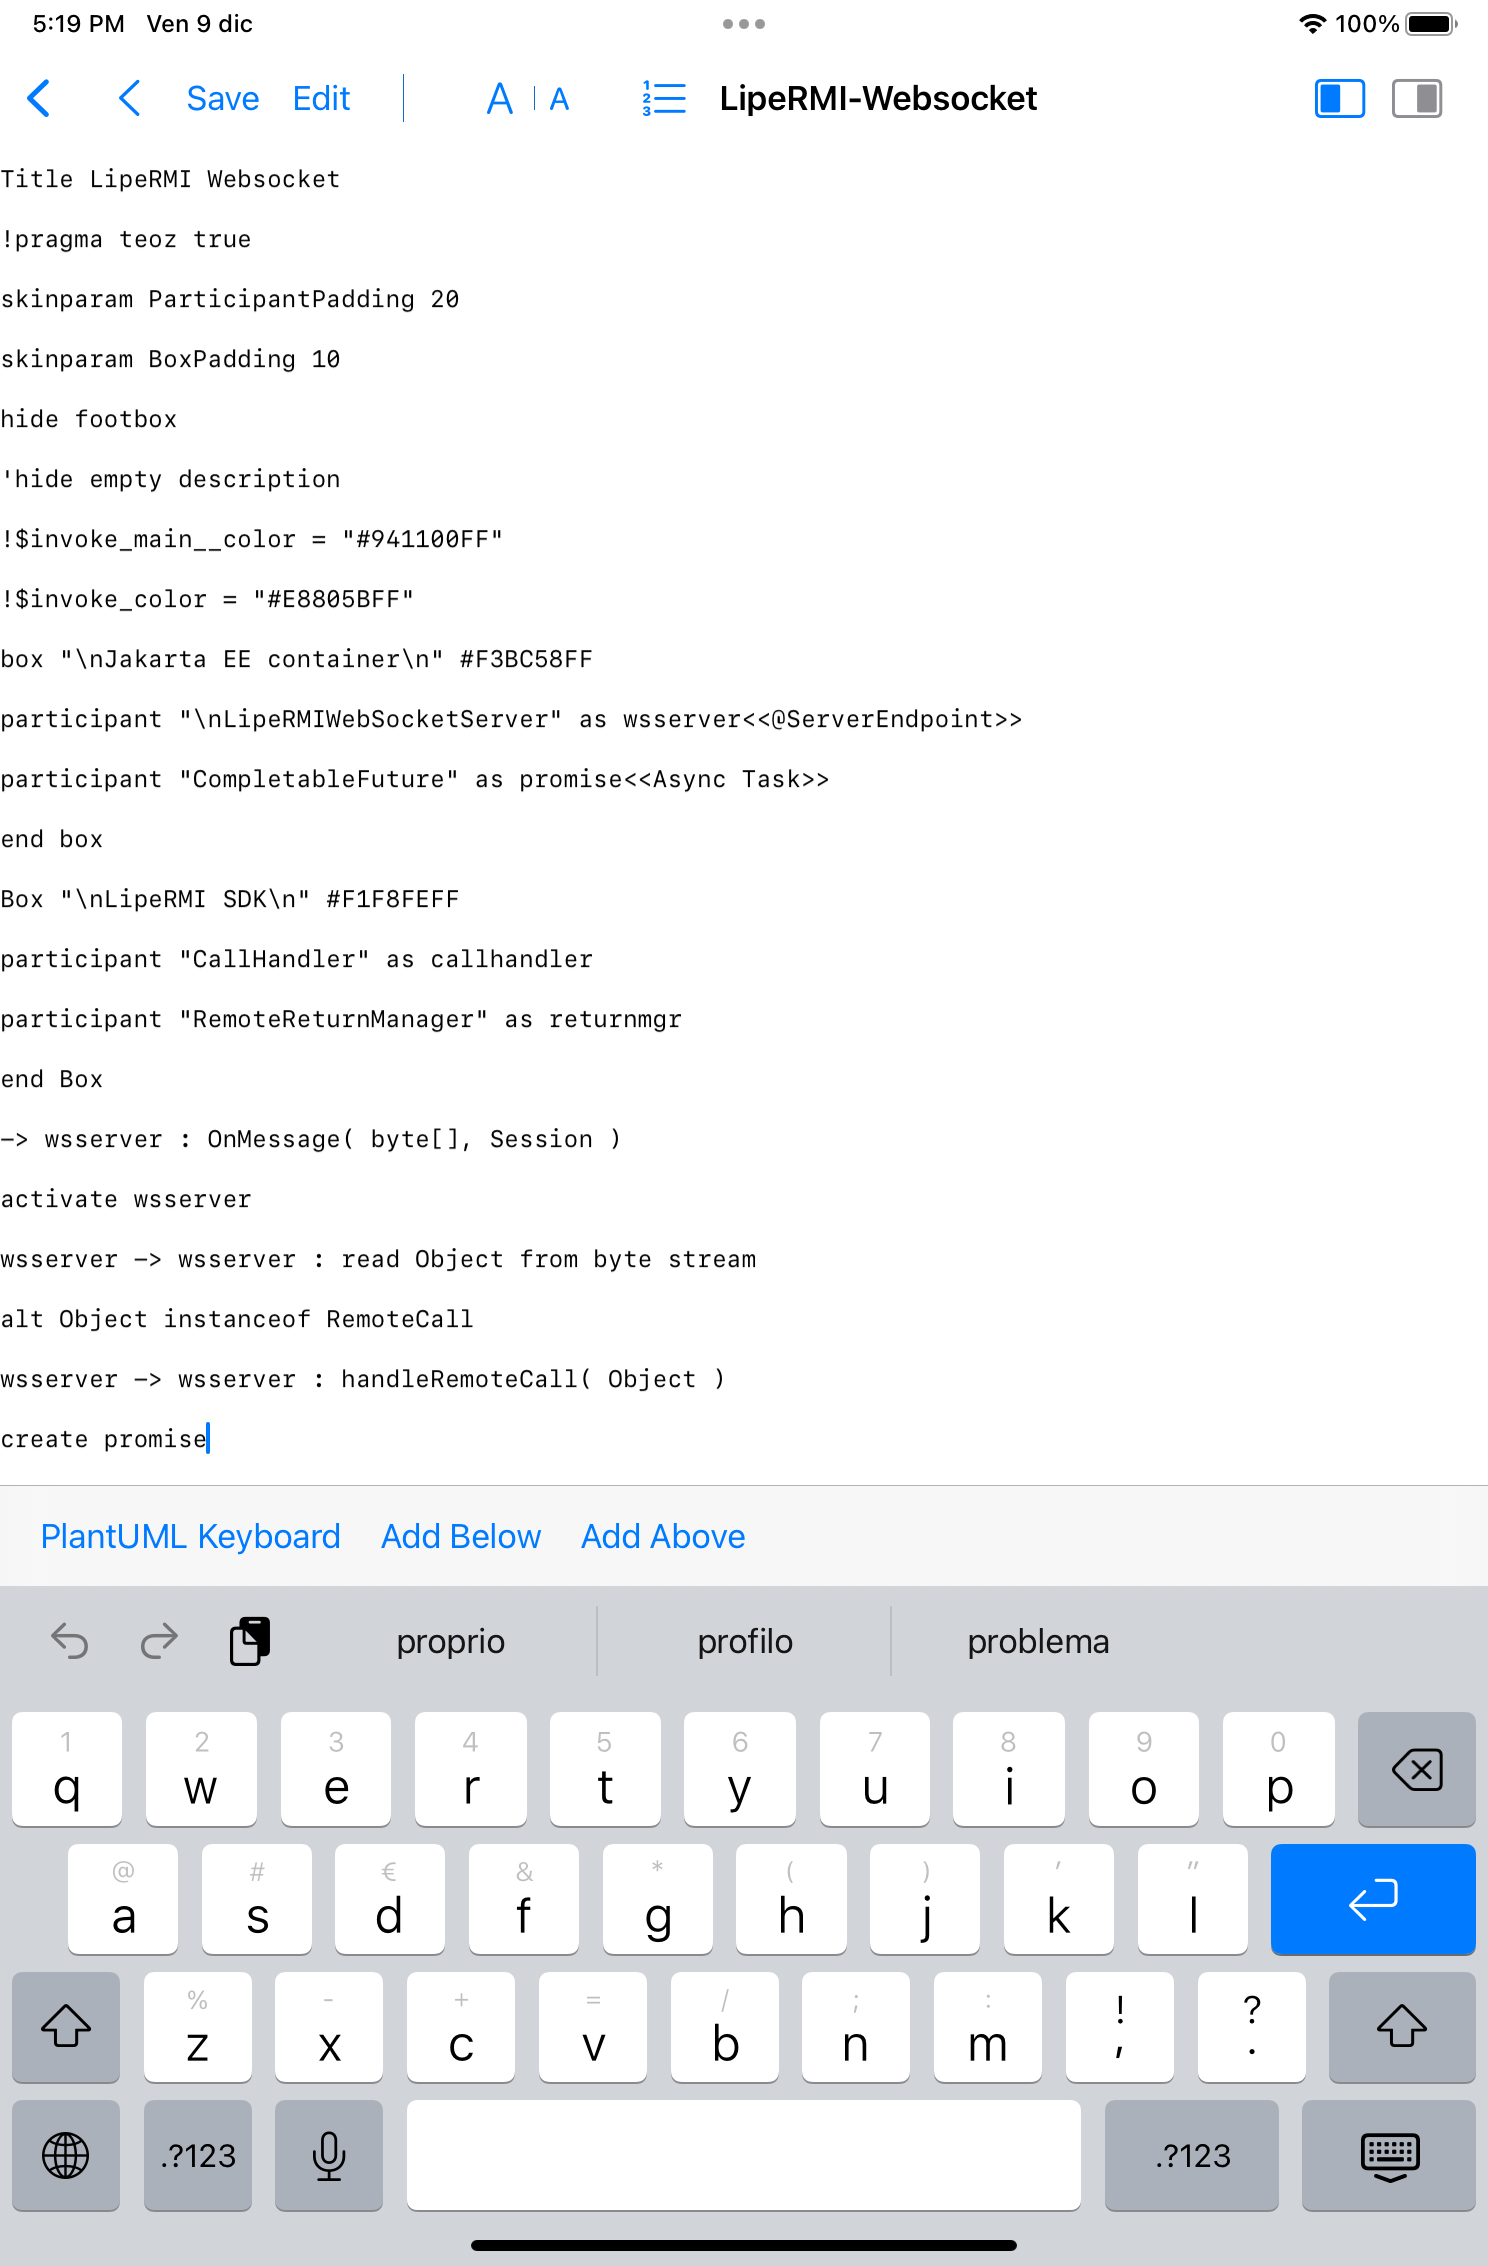 5:19 PM Ven 9 dic 100%
Save Edit A A LipeRMI-Websocket
Title LipeRMI Websocket
!pragma teoz true
skinparam ParticipantPadding 20
skinparam BoxPadding 10
hide footbox
'hide empty description
!$invoke_main__color = "#941100FF"
!$invoke_color = "#E8805BFF"
box "\nJakarta EE container\n" #F3BC58FF
participant "\nLipeRMIWebSocketServer" as wsserver<<@ServerEndpoint>>
participant "CompletableFuture" as promise<<Async Task>>
end box
Box "\nLipeRMI SDK\n" #F1F8FEFF
participant "CallHandler" as callhandler
participant "RemoteReturnManager" as returnmgr
end Box
-> wsserver : OnMessage( byte[], Session )
activate wsserver
wsserver -> wsserver : read Object from byte stream
alt Object instanceof RemoteCall
wsserver -> wsserver : handleRemoteCall( Object )
create promise
PlantUML Keyboard Add Below Add Above
proprio profilo problema
1 2 3 4 5 6 7 8 9 0
q w e r t y u i o p
@ # € & * ( ) ' "
a s d f g h j k l
% - + = / ; : ! ?
z x c v b n m , .
.?123 .?123